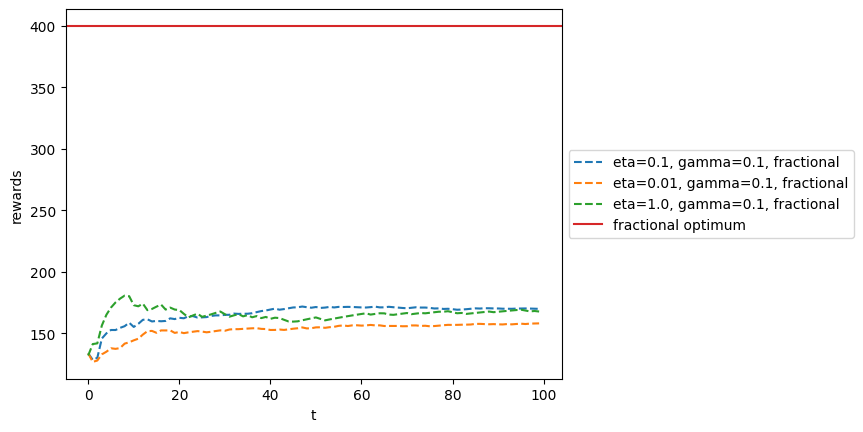 400
350
300
250
200
150
rewards
0
20
40
60
80
100
t
eta=0.1, gamma=0.1, fractional
eta=0.01, gamma=0.1, fractional
eta=1.0, gamma=0.1, fractional
fractional optimum